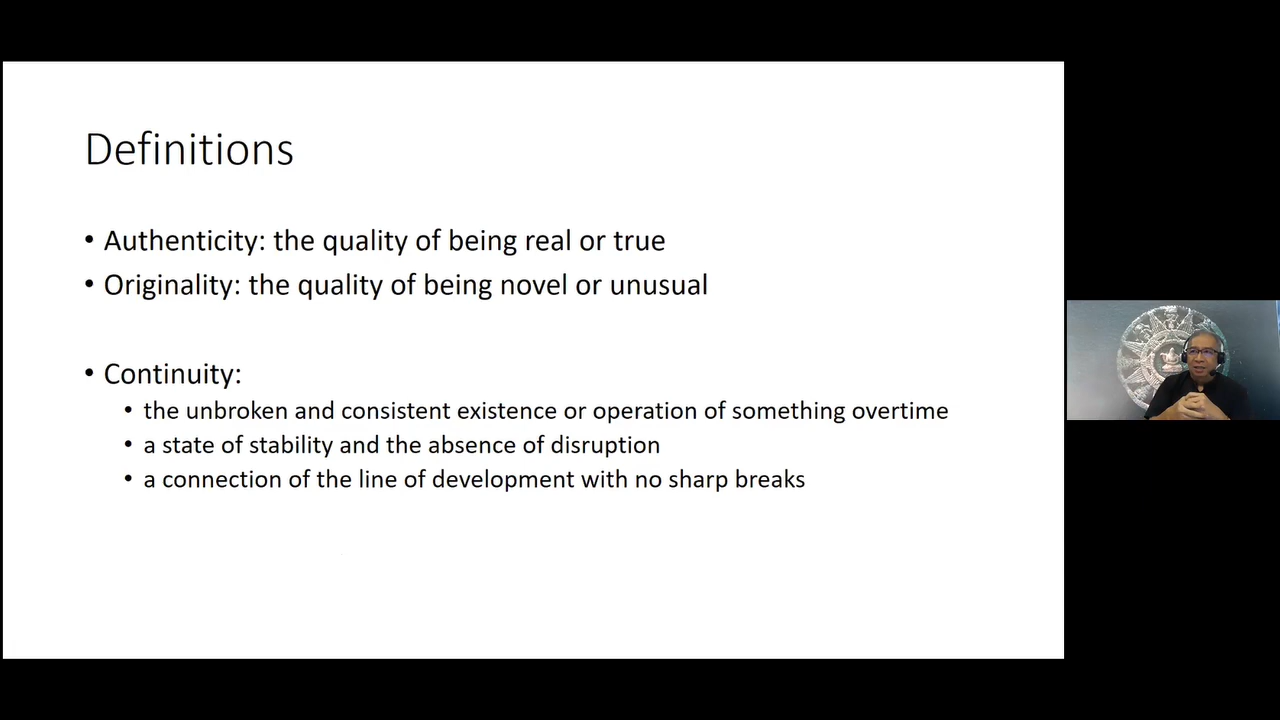 Definitions
• Authenticity: the quality of being real or true
• Originality: the quality of being novel or unusual
• Continuity:
• the unbroken and consistent existence or operation of something overtime
• a state of stability and the absence of disruption
• a connection of the line of development with no sharp breaks